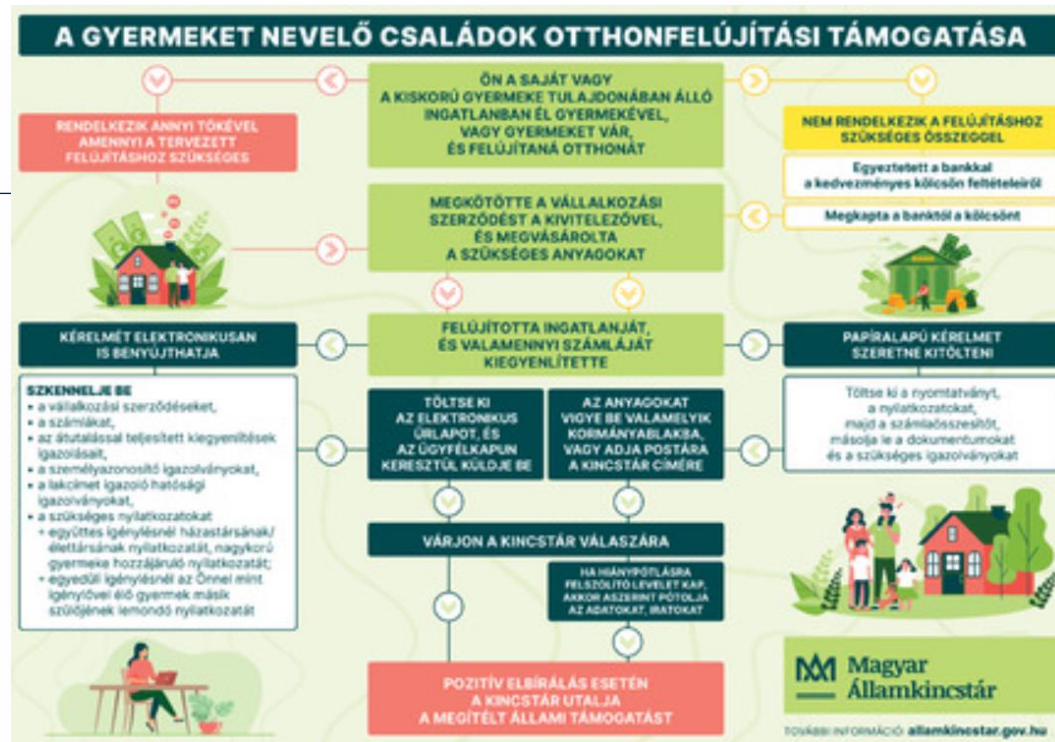 A GYERMEKET NEVELŐ CSALÁDOK OTTHONFELÚJÍTÁSI TÁMOGATÁSA
ÖN A SAJÁT VAGY
A KISKORÚ GYERMEKE TULAJDONÁBAN ÁLLÓ
INGATLANBAN ÉL GYERMEKÉVEL,
VAGY GYERMEKET VÁR,
ÉS FELÚJÍTANÁ OTTHONÁT
RENDELKEZIK ANNYI TŐKÉVEL
AMENNYI A TERVEZETT
FELÚJÍTÁSHOZ SZÜKSÉGES
NEM RENDELKEZIK A FELÚJÍTÁSHOZ
SZÜKSÉGES ÖSSZEGGEL
Egyeztetett a bankkal
a kedvezményes kölcsön feltételeiről
Megkapta a banktól a kölcsönt
MEGKÖTÖTTE A VÁLLALKOZÁSI
SZERZŐDÉST A KIVITELEZŐVEL,
ÉS MEGVÁSÁROLTA
A SZÜKSÉGES ANYAGOKAT
FELÚJÍTOTTA INGATLANJÁT,
ÉS VALAMENNYI SZÁMLÁJÁT
KIEGYENLÍTETTE
KÉRELMÉT ELEKTRONIKUSAN
IS BENYÚJTHATJA
SZKENNELJE BE
• a vállalkozási szerződéseket,
• a számlákat,
• az átutalással teljesített kiegyenlítések
igazolásait,
• a személyazonosító igazolványokat,
• a lakcímet igazoló hatósági
igazolványokat,
• a szükséges nyilatkozatokat
+ együttes igénylésnél házastársának/
élettársának nyilatkozatát, nagykorú
gyermeke hozzájáruló nyilatkozatát;
+ egyedüli igénylésnél az Önnel mint
igénylővel élő gyermek másik
szülőjének lemondó nyilatkozatát
TÖLTSE KI
AZ ELEKTRONIKUS
ŰRLAPOT, ÉS
AZ ÜGYFÉLKAPUN
KERESZTÜL KÜLDJE BE
AZ ANYAGOKAT
VIGYE BE VALAMELYIK
KORMÁNYABLAKBA,
VAGY ADJA POSTÁRA
A KINCSTÁR CÍMÉRE
PAPÍRALAPÚ KÉRELMET
SZERETNE KITÖLTENI
Töltse ki a nyomtatványt,
a nyilatkozatokat,
majd a számlaösszesítőt,
másolja le a dokumentumokat
és a szükséges igazolványokat
VÁRJON A KINCSTÁR VÁLASZÁRA
HA HIÁNYPÓTLÁSRA
FELSZÓLÍTÓ LEVELET KAP,
AKKOR ASZERINT PÓTOLJA
AZ ADATOKAT, IRATOKAT
POZITÍV ELBÍRÁLÁS ESETÉN
A KINCSTÁR UTALJA
A MEGÍTÉLT ÁLLAMI TÁMOGATÁST
Magyar
Államkincstár
TOVÁBBI INFORMÁCIÓ: allamkincstar.gov.hu